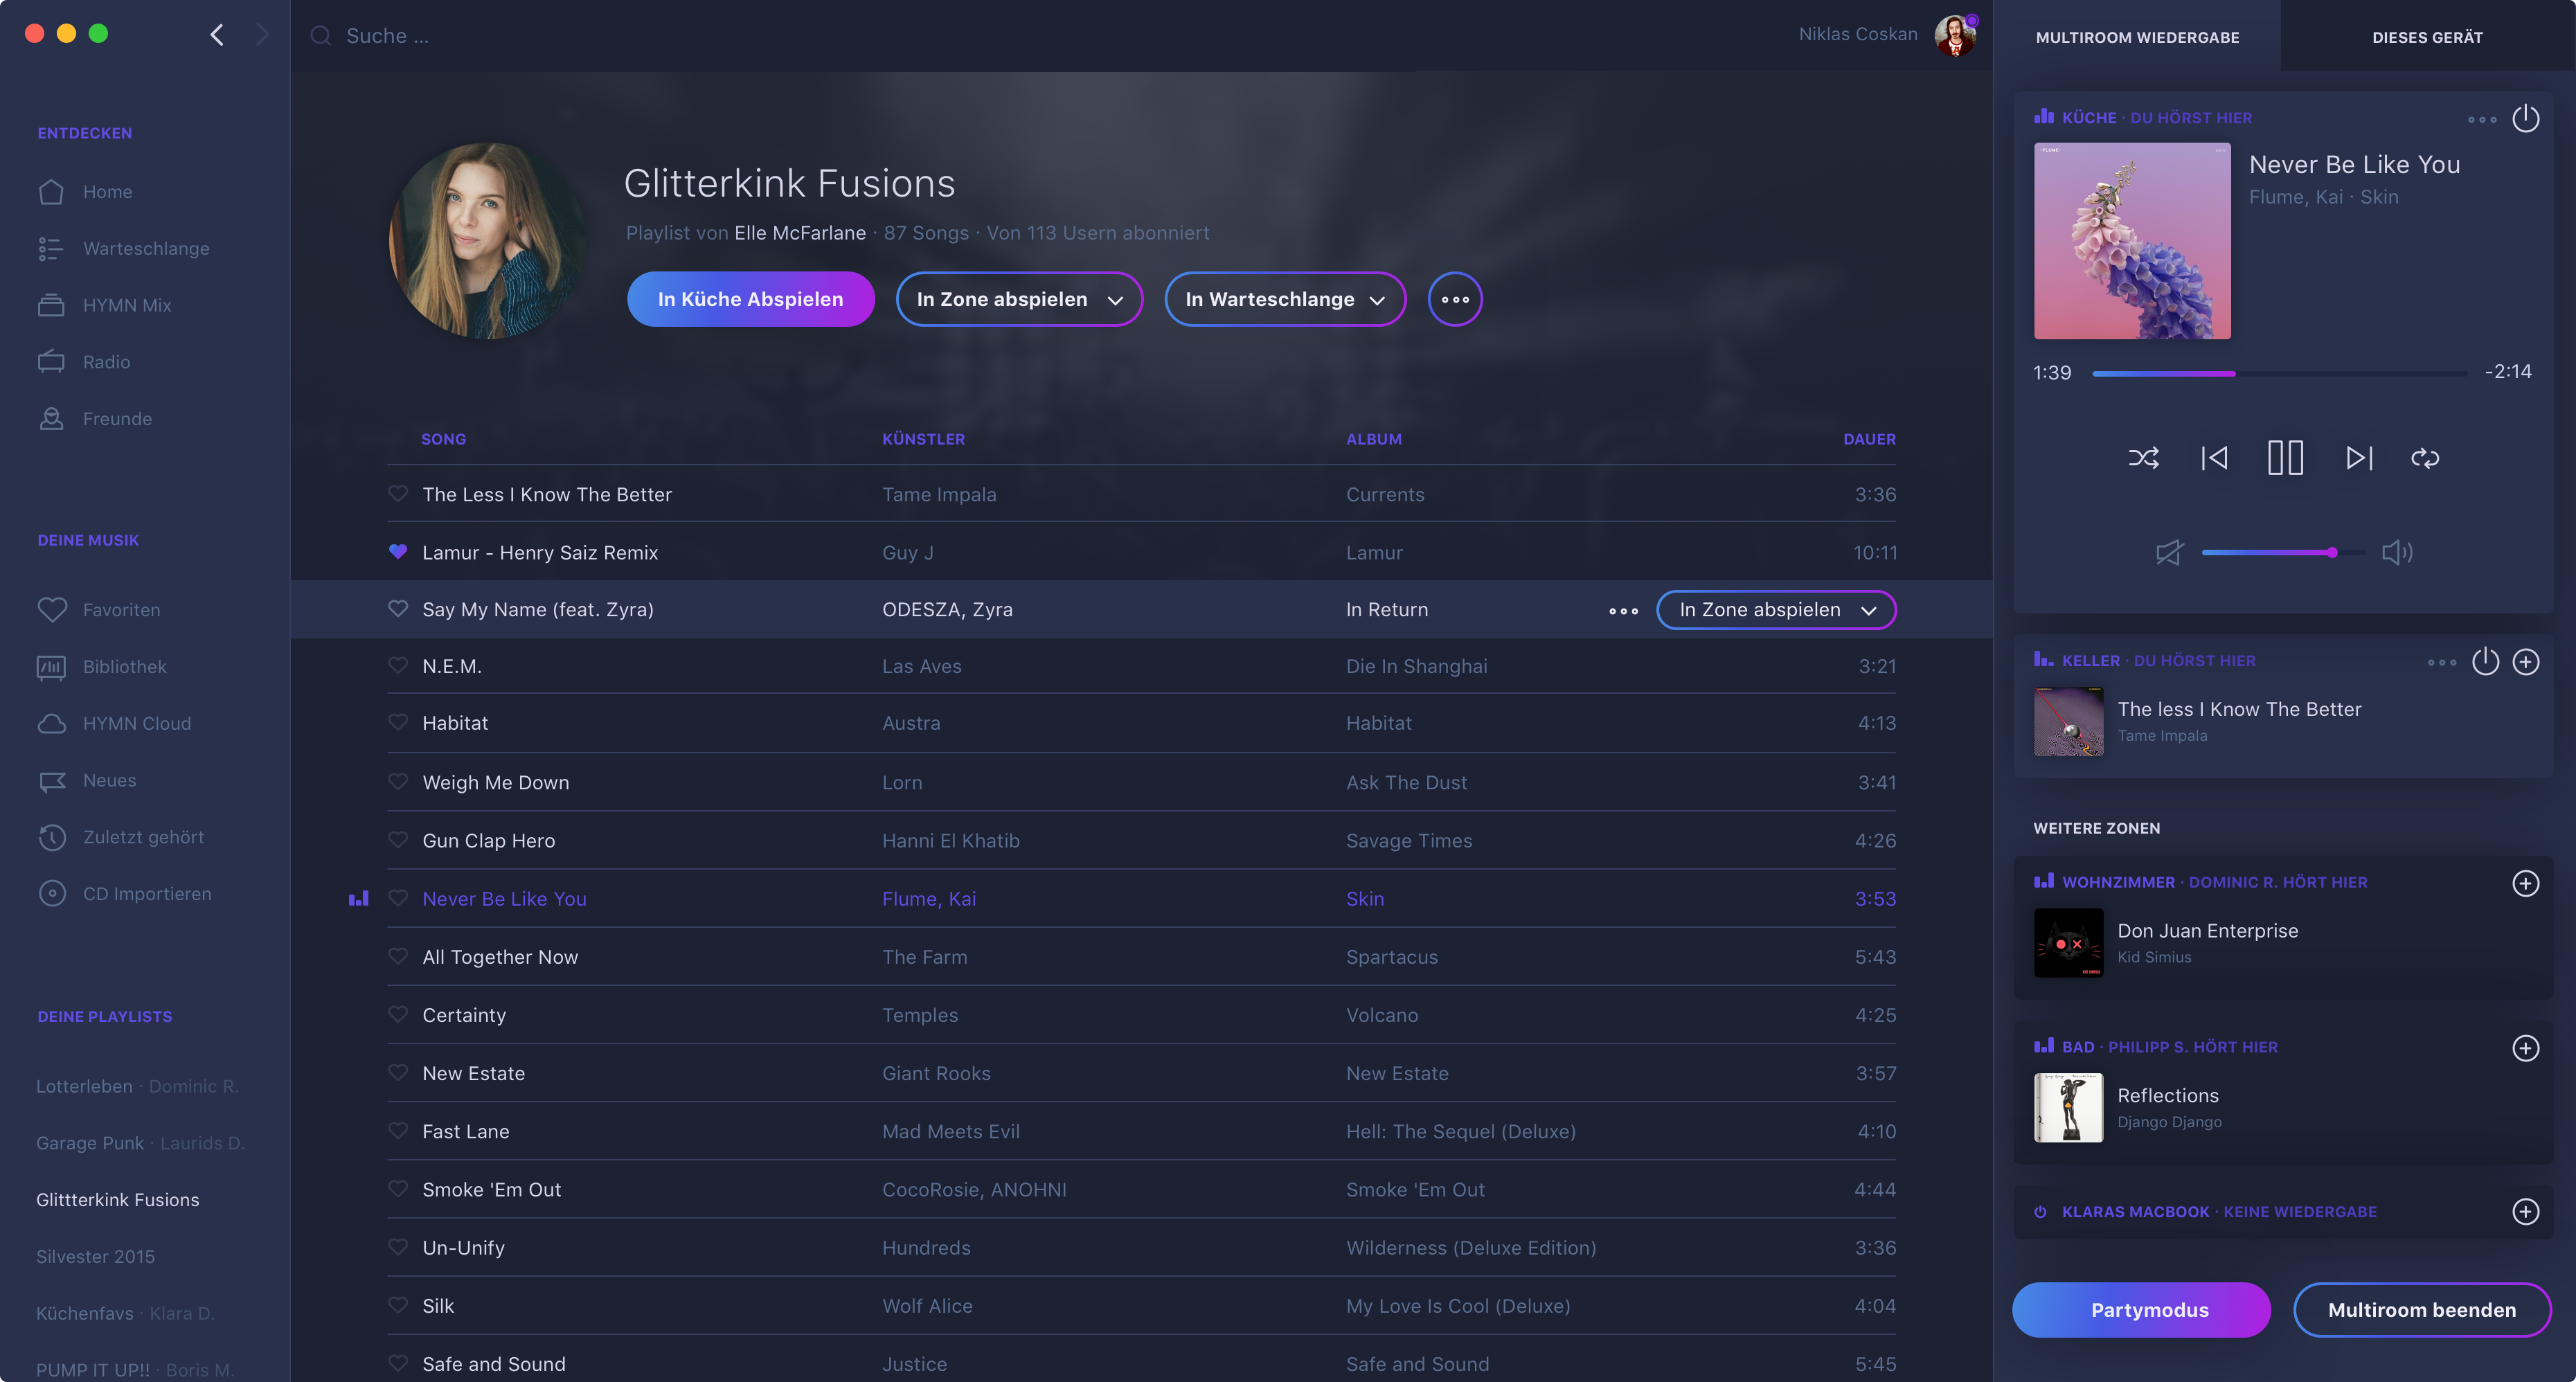 Suche ...
Niklas Coskan
ENTDECKEN
Home
Warteschlange
HYMN Mix
Radio
Freunde
DEINE MUSIK
Favoriten
Bibliothek
HYMN Cloud
Neues
Zuletzt gehört
CD Importieren
DEINE PLAYLISTS
Lotterleben · Dominic R.
Garage Punk · Laurids D.
Glittterkink Fusions
Silvester 2015
Küchenfavs · Klara D.
PUMP IT UP!! · Boris M.
Glitterkink Fusions
Playlist von Elle McFarlane · 87 Songs · Von 113 Usern abonniert
In Küche Abspielen In Zone abspielen In Warteschlange
SONG KÜNSTLER ALBUM DAUER
The Less I Know The Better Tame Impala Currents 3:36
Lamur - Henry Saiz Remix Guy J Lamur 10:11
Say My Name (feat. Zyra) ODESZA, Zyra In Return In Zone abspielen
N.E.M. Las Aves Die In Shanghai 3:21
Habitat Austra Habitat 4:13
Weigh Me Down Lorn Ask The Dust 3:41
Gun Clap Hero Hanni El Khatib Savage Times 4:26
Never Be Like You Flume, Kai Skin 3:53
All Together Now The Farm Spartacus 5:43
Certainty Temples Volcano 4:25
New Estate Giant Rooks New Estate 3:57
Fast Lane Mad Meets Evil Hell: The Sequel (Deluxe) 4:10
Smoke 'Em Out CocoRosie, ANOHNI Smoke 'Em Out 4:44
Un-Unify Hundreds Wilderness (Deluxe Edition) 3:36
Silk Wolf Alice My Love Is Cool (Deluxe) 4:04
Safe and Sound Justice Safe and Sound 5:45
MULTIROOM WIEDERGABE DIESES GERÄT
KÜCHE · DU HÖRST HIER
FLUME
Never Be Like You
Flume, Kai · Skin
1:39 -2:14
KELLER · DU HÖRST HIER
The less I Know The Better
Tame Impala
WEITERE ZONEN
WOHNZIMMER · DOMINIC R. HÖRT HIER
Don Juan Enterprise
Kid Simius
BAD · PHILIPP S. HÖRT HIER
Reflections
Django Django
KLARAS MACBOOK · KEINE WIEDERGABE
Partymodus Multiroom beenden